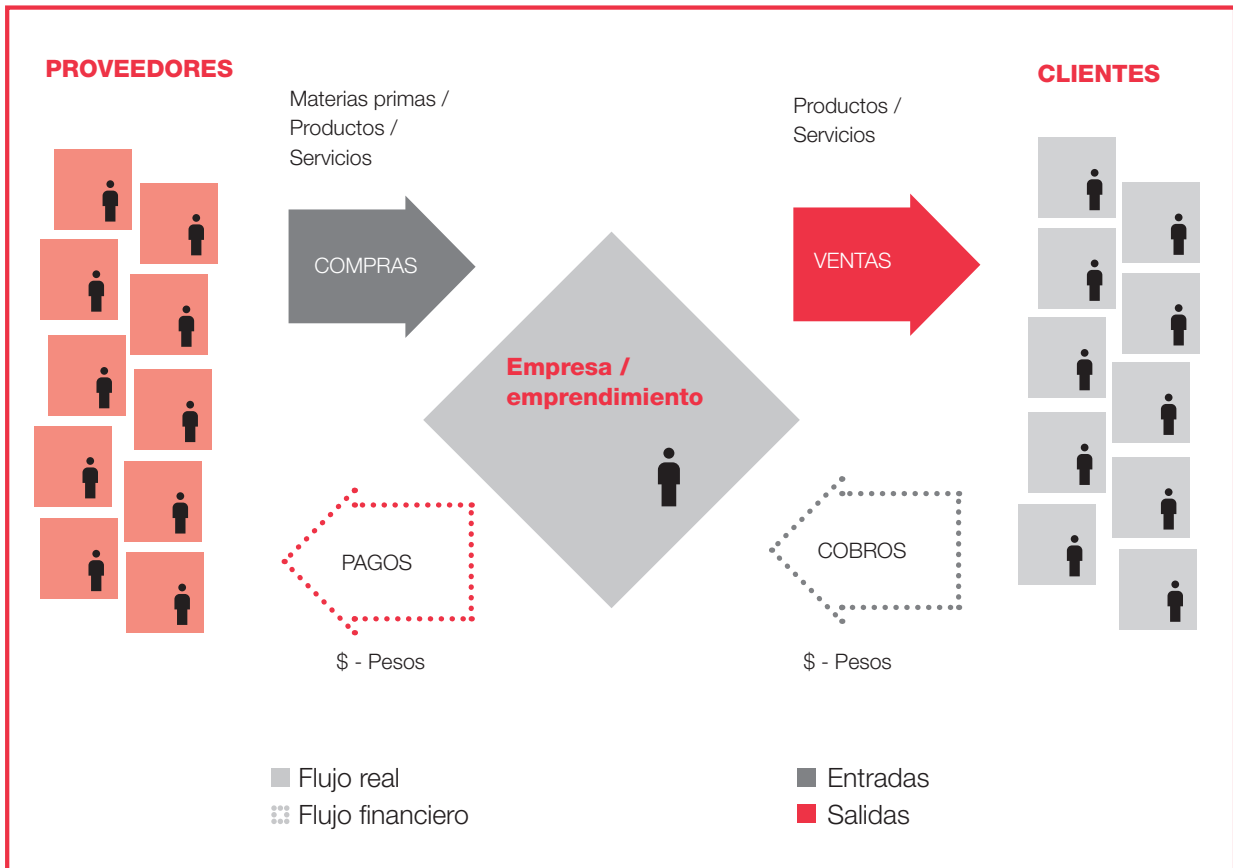 PROVEEDORES
CLIENTES
Materias primas /
Productos /
Servicios
Productos /
Servicios
COMPRAS
VENTAS
Empresa /
emprendimiento
PAGOS
COBROS
$ - Pesos
$ - Pesos
Flujo real
Flujo financiero
Entradas
Salidas